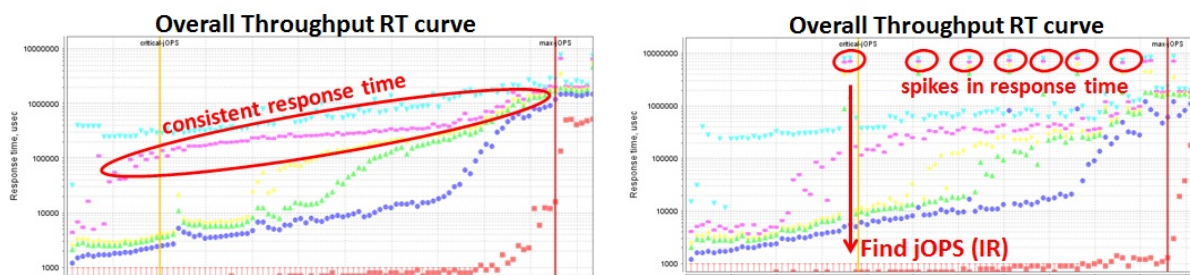 Overall Throughput RT curve
critical-jOPS
max-jOPS
10000000
1000000
100000
10000
1000
Response time, usec
consistent response time
Overall Throughput RT curve
critical-jOPS
max-jOPS
10000000
1000000
100000
10000
1000
Response time, usec
spikes in response time
Find jOPS (IR)